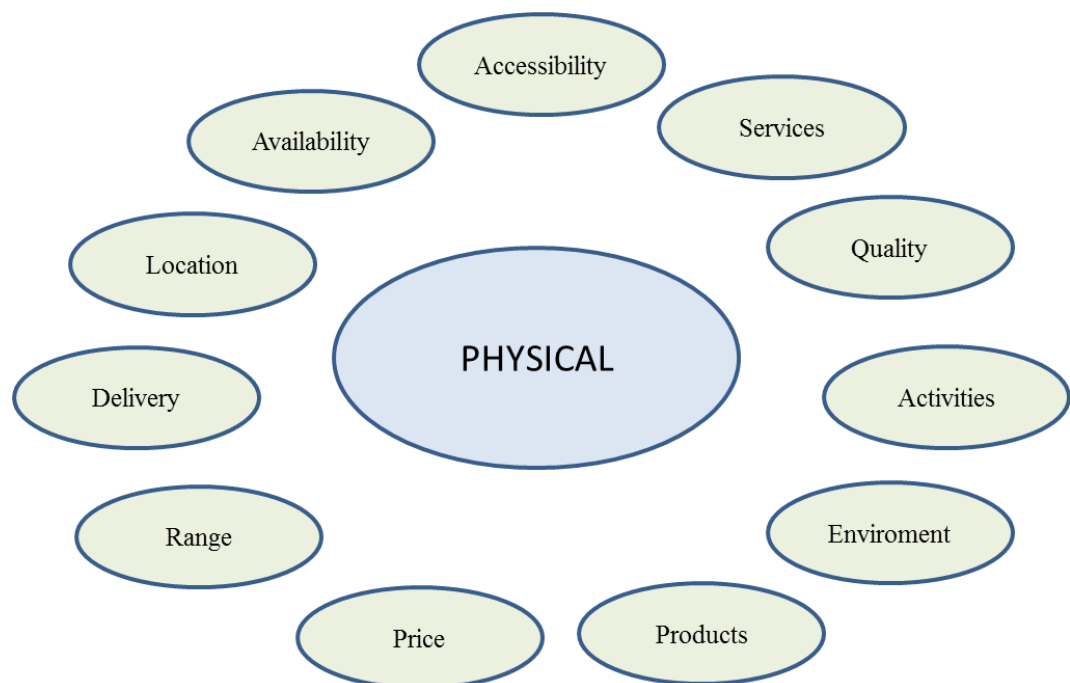 Accessibility
Services
Availability
Quality
Location
PHYSICAL
Delivery
Activities
Range
Enviroment
Price
Products